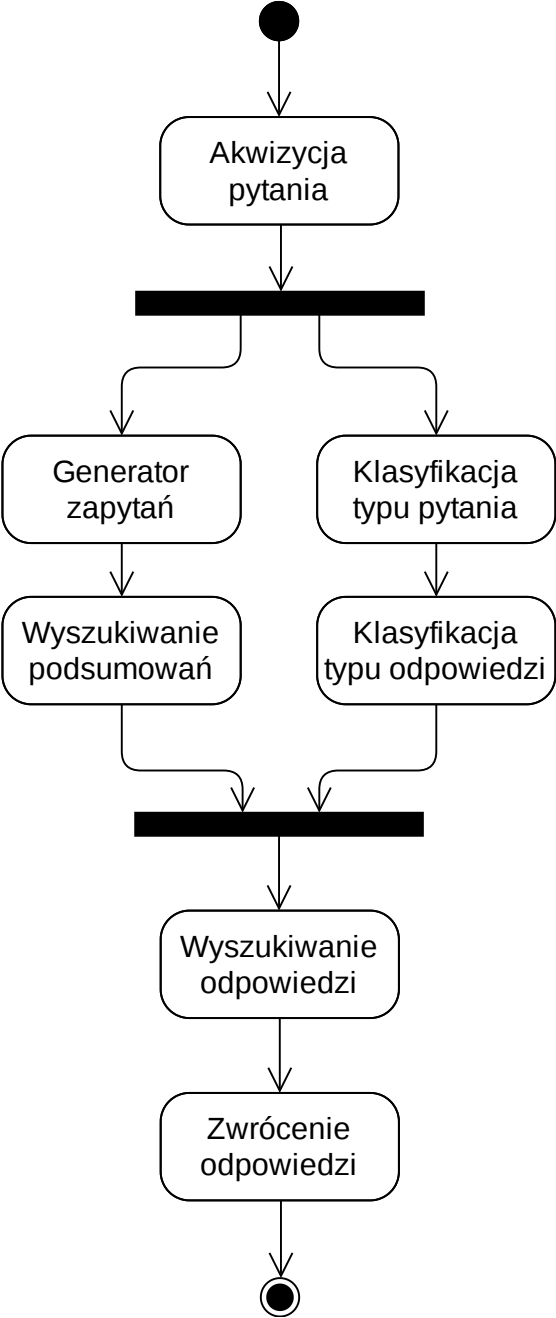 Akwizycja
pytania
Generator
zapytań
Klasyfikacja
typu pytania
Wyszukiwanie
podsumowań
Klasyfikacja
typu odpowiedzi
Wyszukiwanie
odpowiedzi
Zwrócenie
odpowiedzi